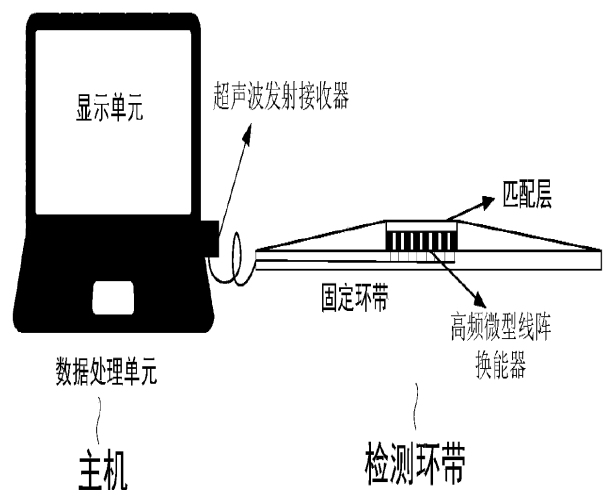 显示单元
超声波发射接收器
匹配层
固定环带
高频微型线阵
换能器
数据处理单元
主机
检测环带